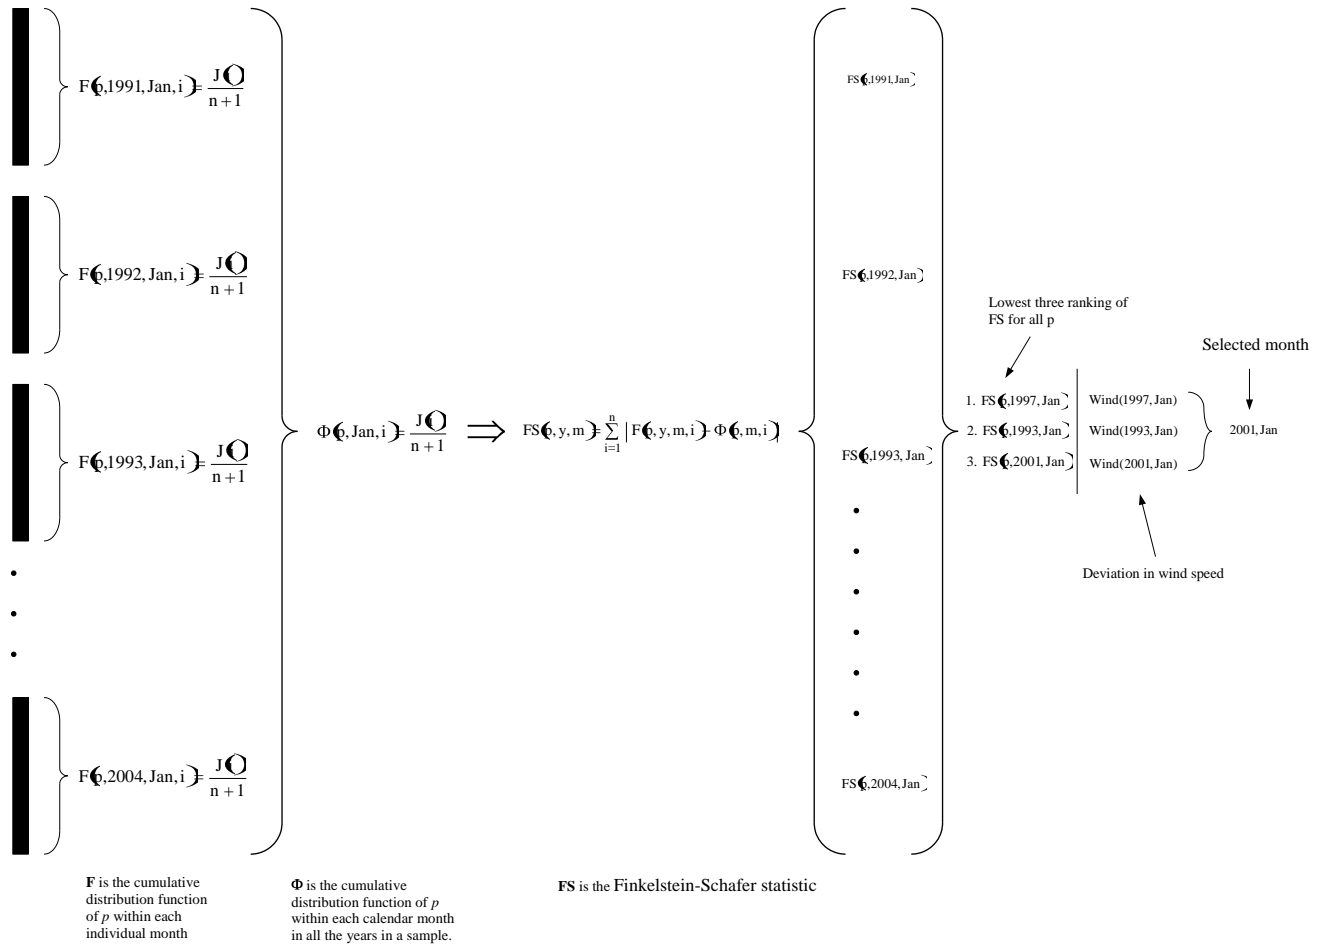 F(p,1991,Jan,i)=J(i)/n+1
F(p,1992,Jan,i)=J(i)/n+1
F(p,1993,Jan,i)=J(i)/n+1
F(p,2004,Jan,i)=J(i)/n+1
Φ(p,Jan,i)=J(i)/n+1
⇒
FS(p,y,m)=∑ i=1 n |F(p,y,m,i)-Φ(p,m,i)|
FS(p,1991,Jan)
FS(p,1992,Jan)
FS(p,1993,Jan)
FS(p,2004,Jan)
Lowest three ranking of
FS for all p
1. FS(p,1997,Jan)
2. FS(p,1993,Jan)
3. FS(p,2001,Jan)
Wind(1997,Jan)
Wind(1993,Jan)
Wind(2001,Jan)
Deviation in wind speed
Selected month
2001,Jan
F is the cumulative
distribution function
of p within each
individual month
Φ is the cumulative
distribution function of p
within each calendar month
in all the years in a sample.
FS is the Finkelstein-Schafer statistic